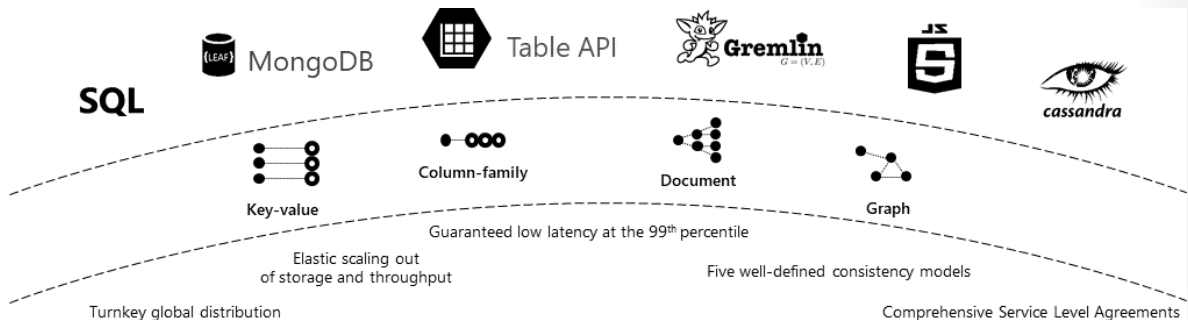 SQL
{LEAF}
MongoDB
Table API
Gremlin
G = (V, E)
JS
5
cassandra
Key-value
Column-family
Document
Graph
Guaranteed low latency at the 99th percentile
Elastic scaling out
of storage and throughput
Five well-defined consistency models
Turnkey global distribution
Comprehensive Service Level Agreements